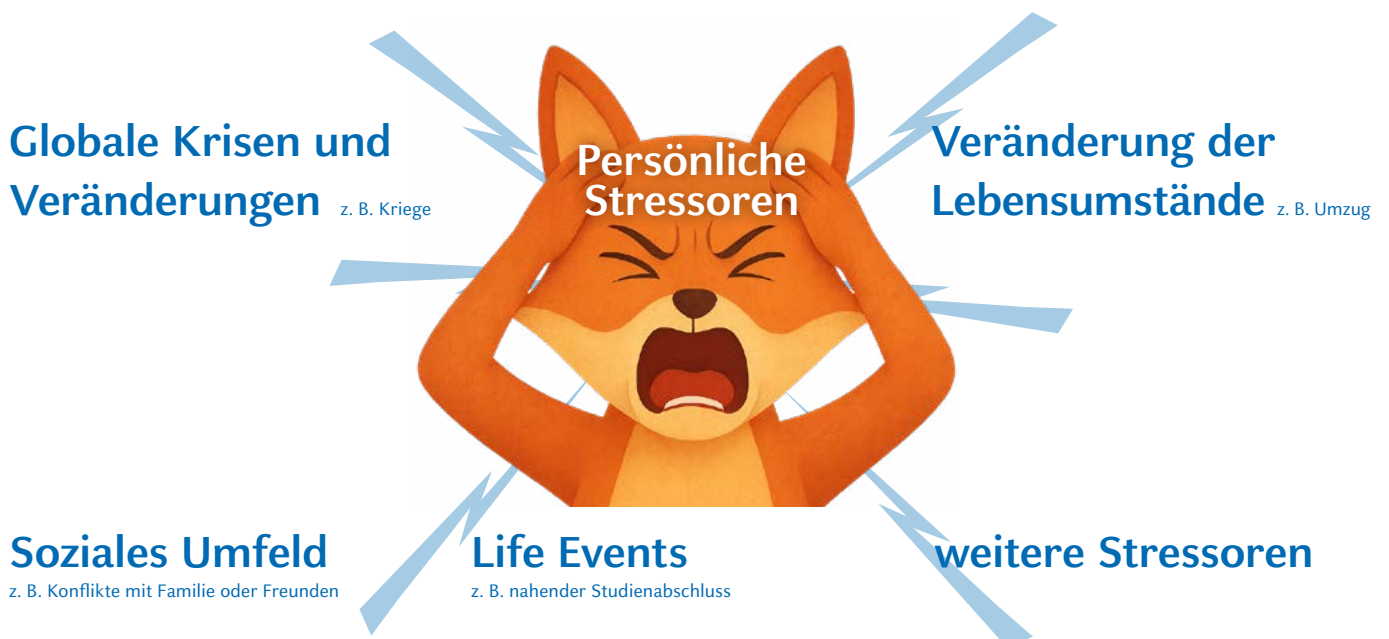 Globale Krisen und
Veränderungen z. B. Kriege
Persönliche
Stressoren
Veränderung der
Lebensumstände z. B. Umzug
Soziales Umfeld
z. B. Konflikte mit Familie oder Freunden
Life Events
z. B. nahender Studienabschluss
weitere Stressoren